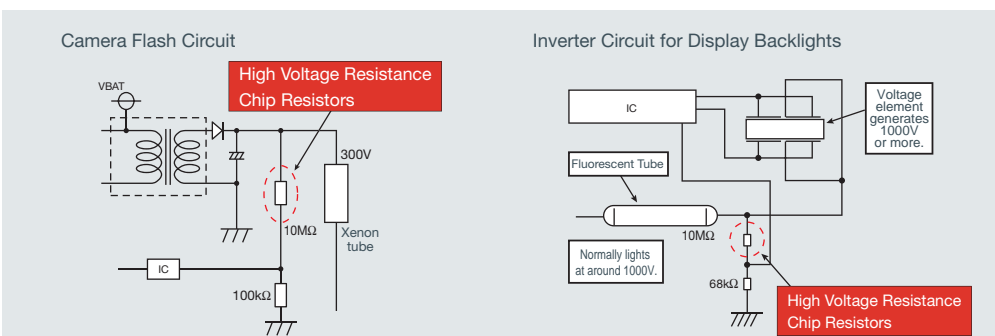 Camera Flash Circuit
VBAT
High Voltage Resistance
Chip Resistors
300V
10MΩ
Xenon
tube
IC
100kΩ
Inverter Circuit for Display Backlights
IC
Voltage
element
generates
1000V
or more.
Fluorescent Tube
10MΩ
Normally lights
at around 1000V.
68kΩ
High Voltage Resistance
Chip Resistors